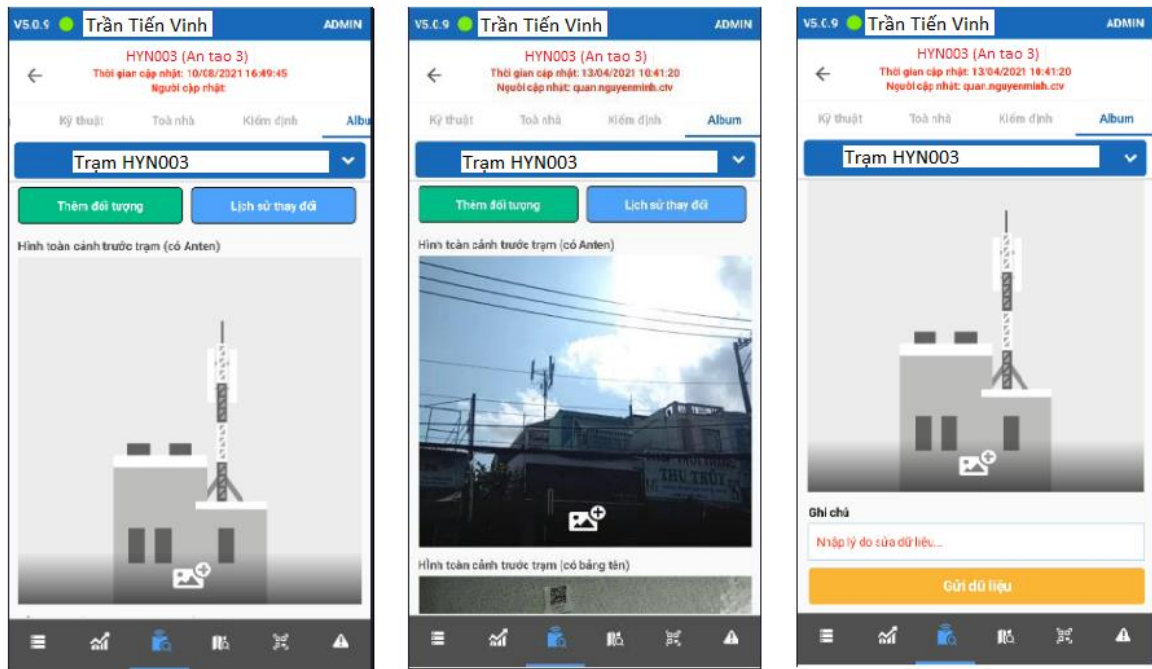 V5.0.9 Trần Tiến Vinh ADMIN
HYN003 (An tao 3)
Thời gian cập nhật: 10/08/2021 16:49:45
Người cập nhật:
Kỹ thuật Toà nhà Kiểm định Albu
Trạm HYN003
Thêm đối tượng Lịch sử thay đổi
Hình toàn cảnh trước trạm (có Anten)
V5.0.9 Trần Tiến Vinh ADMIN
HYN003 (An tao 3)
Thời gian cập nhật: 13/04/2021 10:41:20
Người cập nhật: quan.nguyenminh.ctv
Kỹ thuật Toà nhà Kiểm định Album
Trạm HYN003
Thêm đối tượng Lịch sử thay đổi
Hình toàn cảnh trước trạm (có Anten)
THU THỦY
Hình toàn cảnh trước trạm (có bảng tên)
V5.0.9 Trần Tiến Vinh ADMIN
HYN003 (An tao 3)
Thời gian cập nhật: 13/04/2021 10:41:20
Người cập nhật: quan.nguyenminh.ctv
Kỹ thuật Toà nhà Kiểm định Album
Trạm HYN003
Ghi chú
Nhập lý do sửa dữ liệu...
Gửi dữ liệu